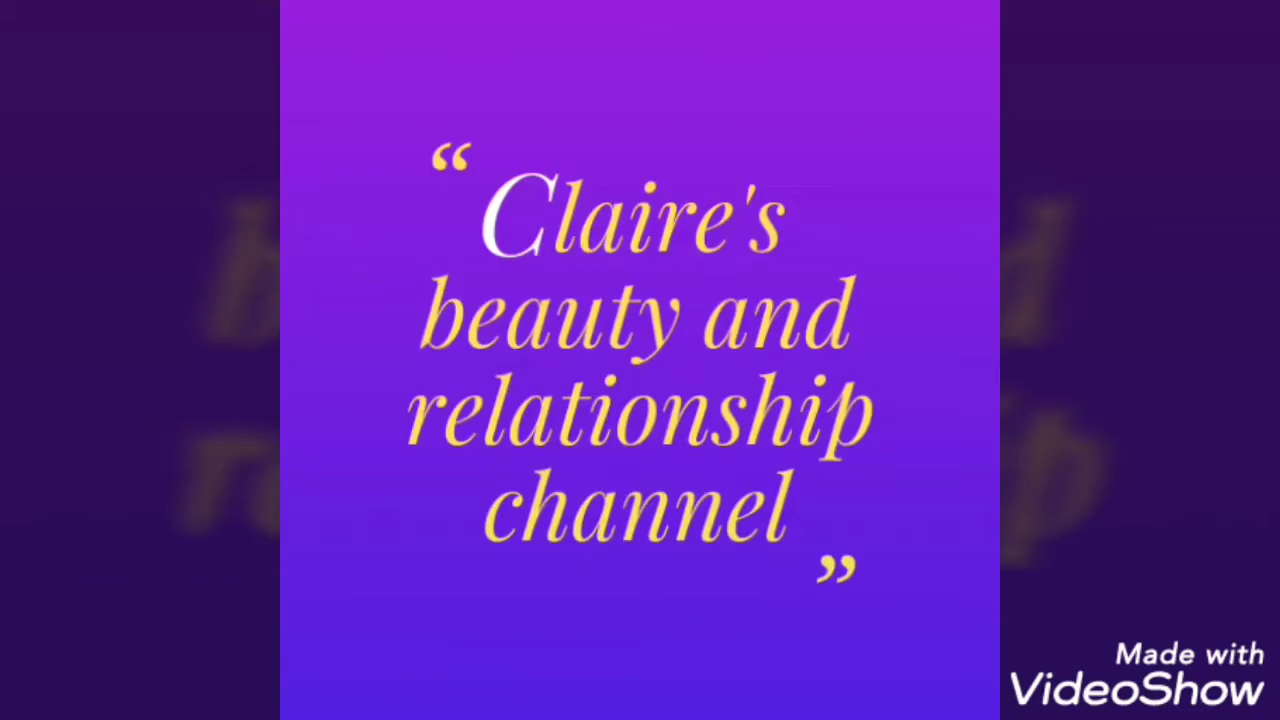 “
Claire's
beauty and
relationship
channel
”
Made with
VideoShow